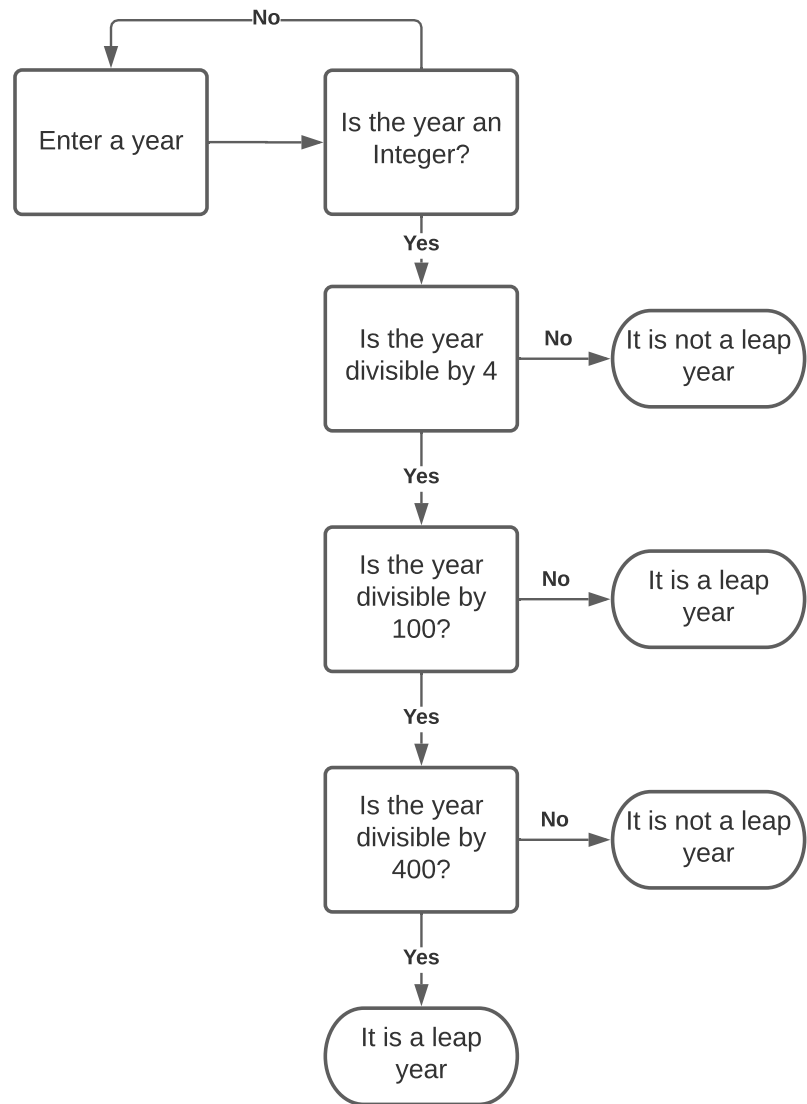 No
Enter a year
Is the year an
Integer?
Yes
Is the year
divisible by 4
No
It is not a leap
year
Yes
Is the year
divisible by
100?
No
It is a leap
year
Yes
Is the year
divisible by
400?
No
It is not a leap
year
Yes
It is a leap
year